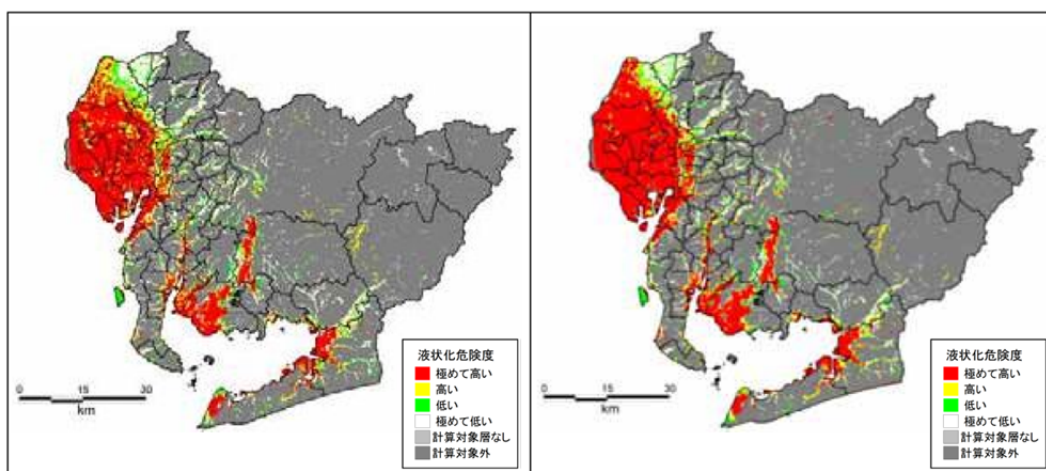 液状化危険度
極めて高い
高い
低い
極めて低い
計算対象層なし
計算対象外
0 15 30
km
液状化危険度
極めて高い
高い
低い
極めて低い
計算対象層なし
計算対象外
0 15 30
km